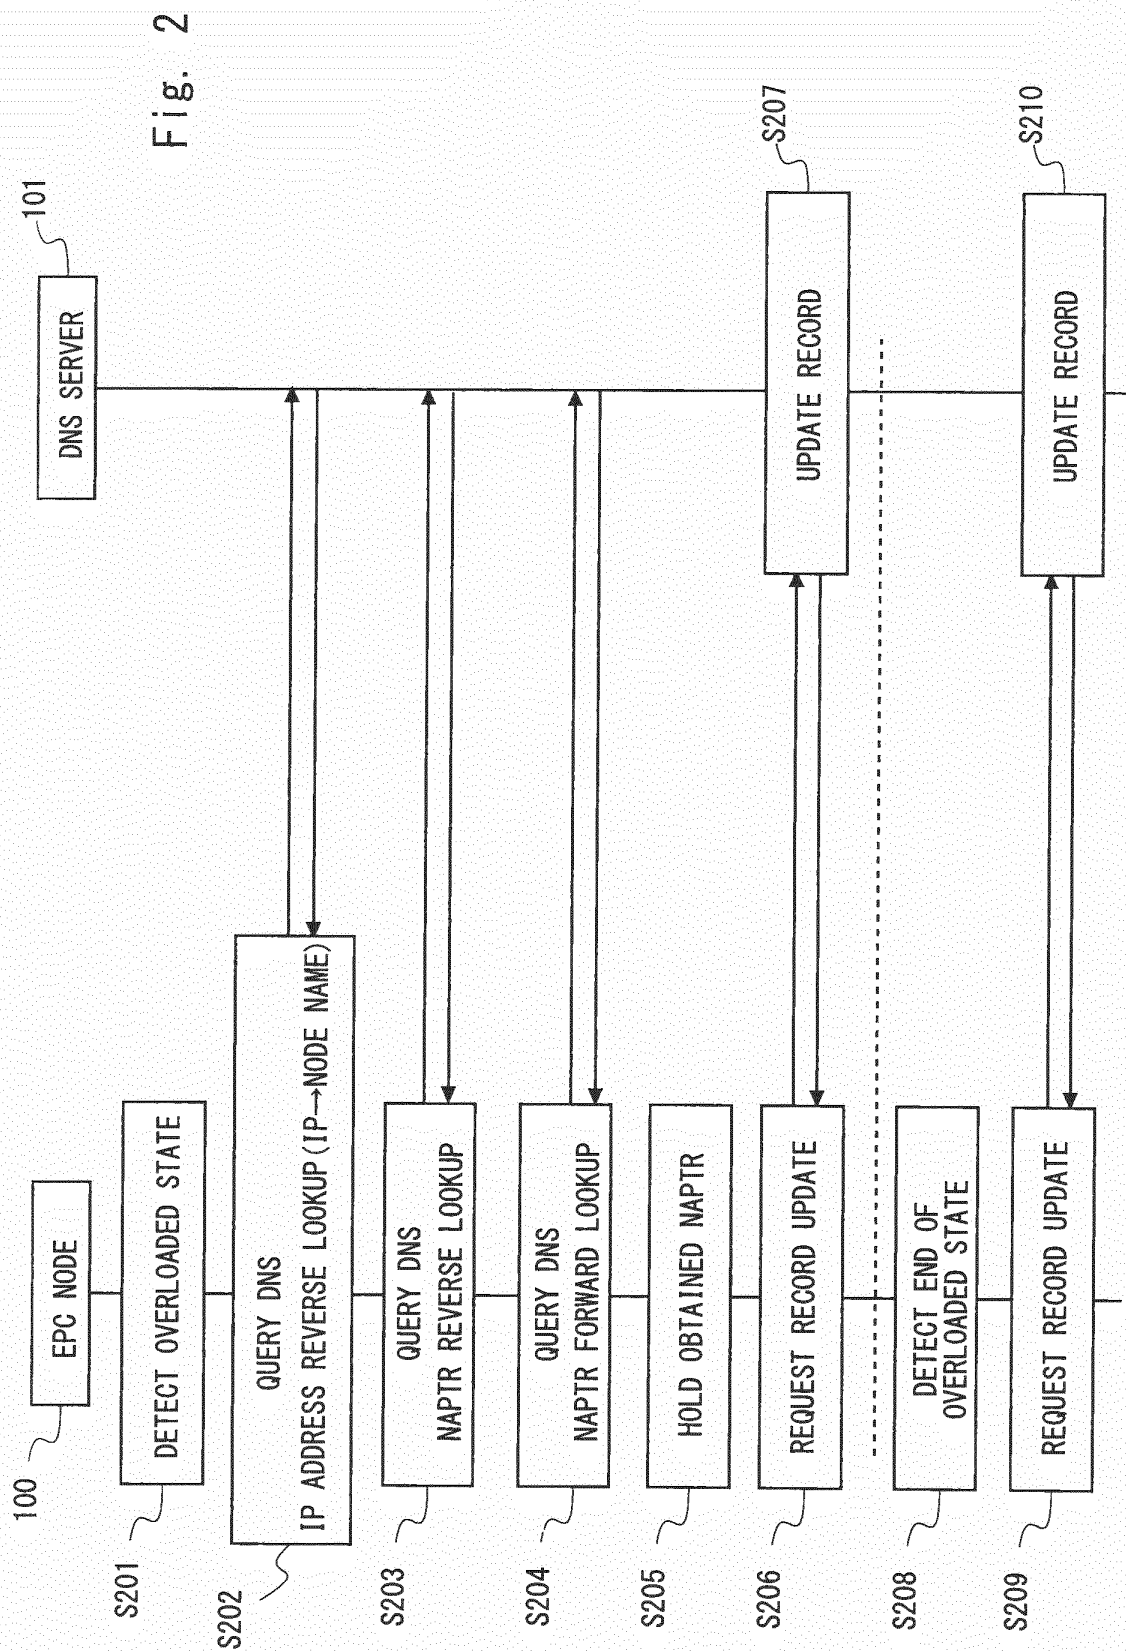 Fig. 2
100
EPC NODE
101
DNS SERVER
S201
DETECT OVERLOADED STATE
S202
QUERY DNS
IP ADDRESS REVERSE LOOKUP(IP→NODE NAME)
S203
QUERY DNS
NAPTR REVERSE LOOKUP
S204
QUERY DNS
NAPTR FORWARD LOOKUP
S205
HOLD OBTAINED NAPTR
S206
REQUEST RECORD UPDATE
S207
UPDATE RECORD
S208
DETECT END OF
OVERLOADED STATE
S209
REQUEST RECORD UPDATE
S210
UPDATE RECORD